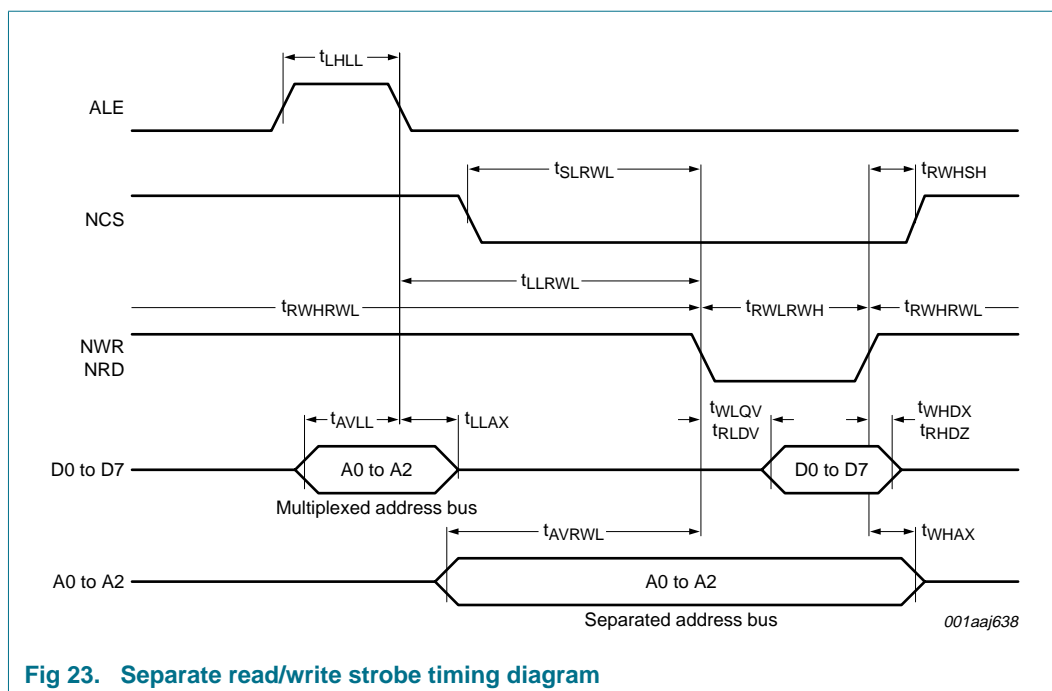 tLHLL
ALE
tSLRWL
tRWHSH
NCS
tLLRWL
tRWHRWL
tRWLRWH
tRWHRWL
NWR
NRD
tAVLL
tLLAX
tWLQV
tRLDV
tWHDX
tRHDZ
D0 to D7
A0 to A2
D0 to D7
Multiplexed address bus
tAVRWL
tWHAX
A0 to A2
A0 to A2
Separated address bus
001aaj638
Fig 23. Separate read/write strobe timing diagram